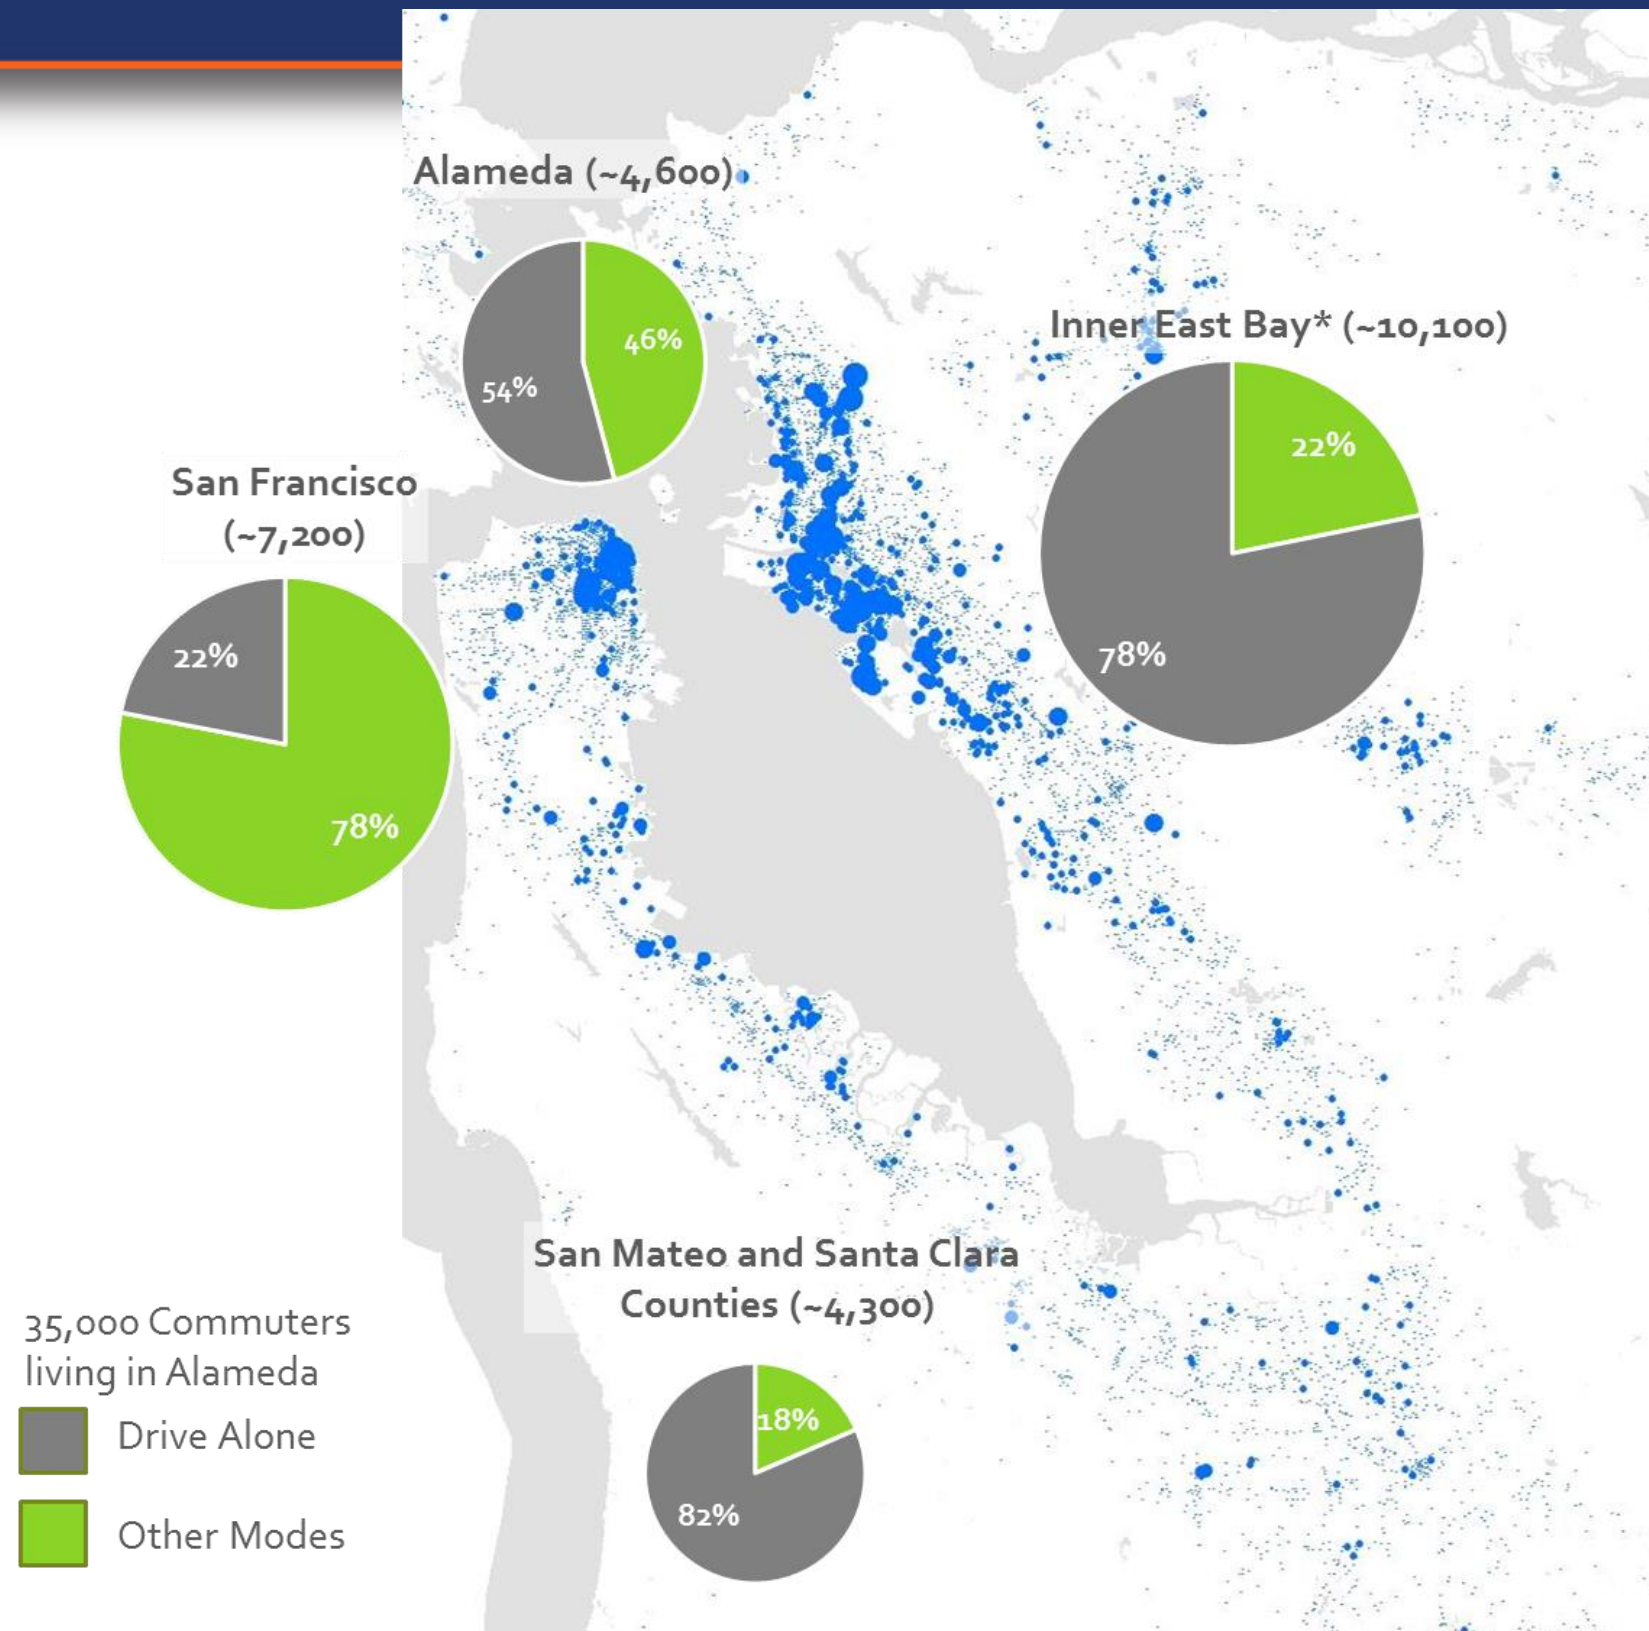 Alameda (~4,600)
46%
54%
Inner East Bay* (~10,100)
22%
78%
San Francisco
(~7,200)
22%
78%
San Mateo and Santa Clara
Counties (~4,300)
18%
82%
35,000 Commuters
living in Alameda
Drive Alone
Other Modes